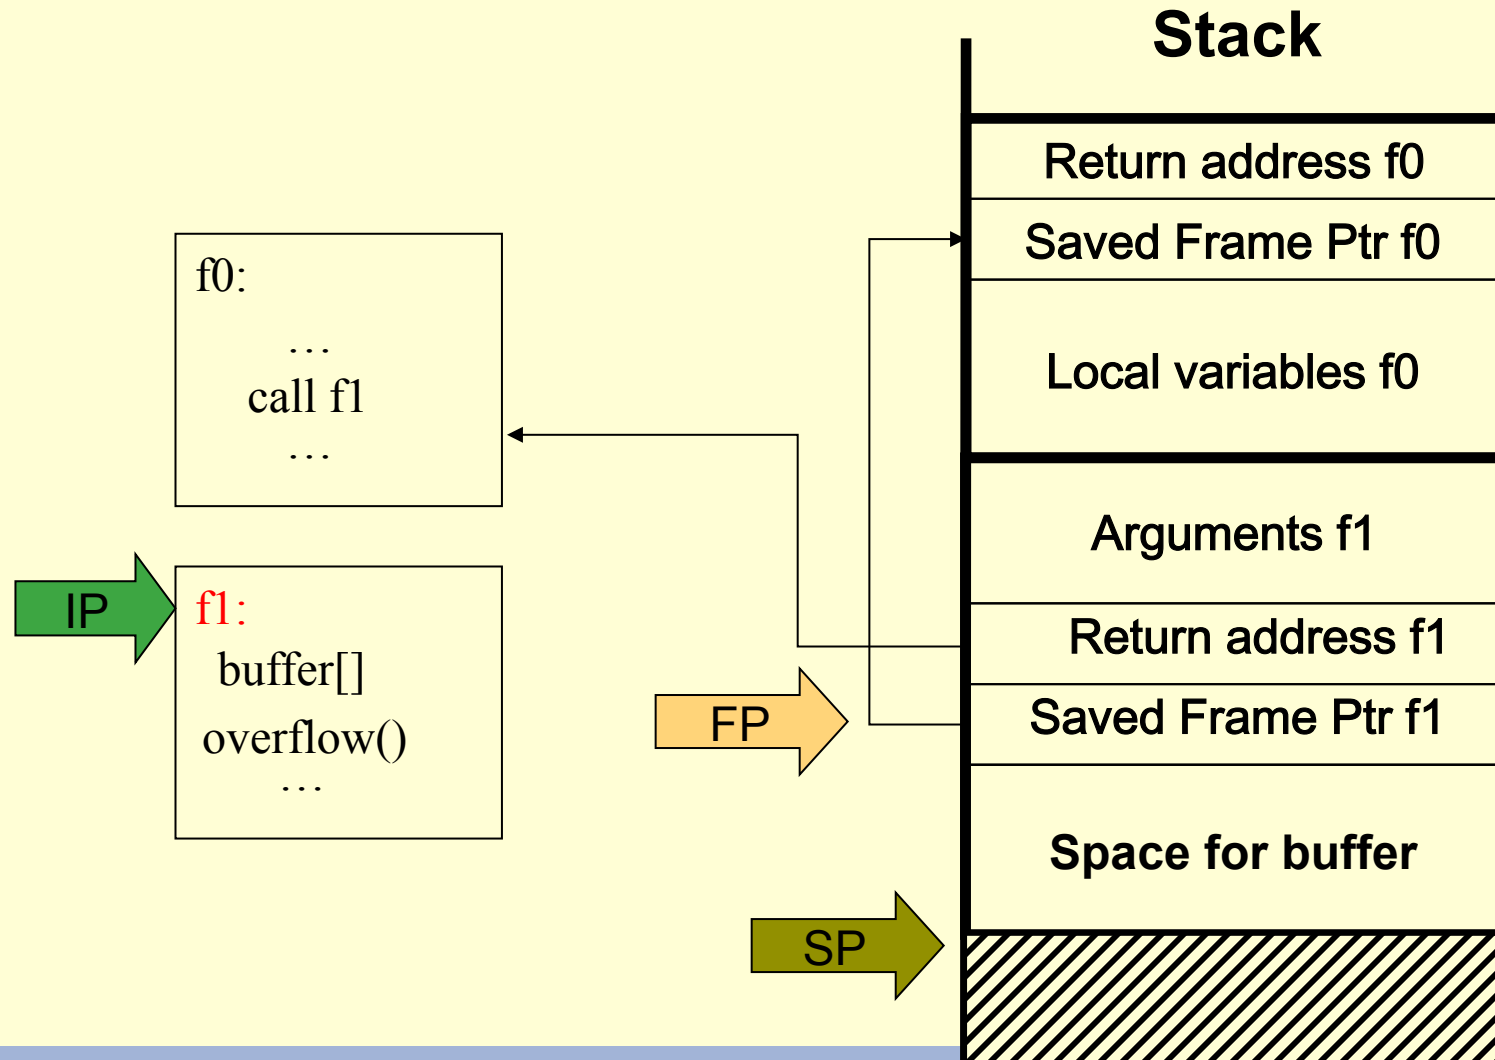 Stack
Return address f0
Saved Frame Ptr f0
Local variables f0
Arguments f1
Return address f1
Saved Frame Ptr f1
Space for buffer
f0:
…
call f1
…
IP
f1:
buffer[]
overflow()
…
FP
SP